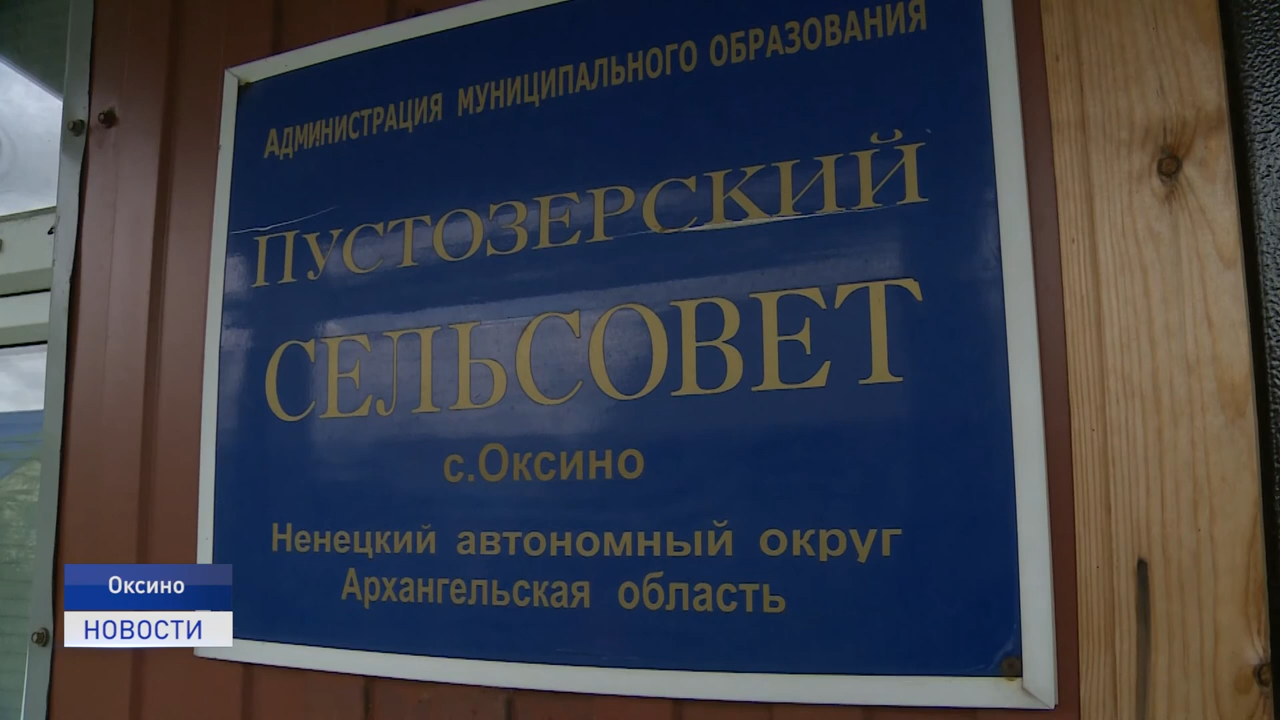 Администрация муниципального образования
Пустозерский
сельсовет
с.Оксино
Ненецкий автономный округ
Архангельская область
Оксино
НОВОСТИ